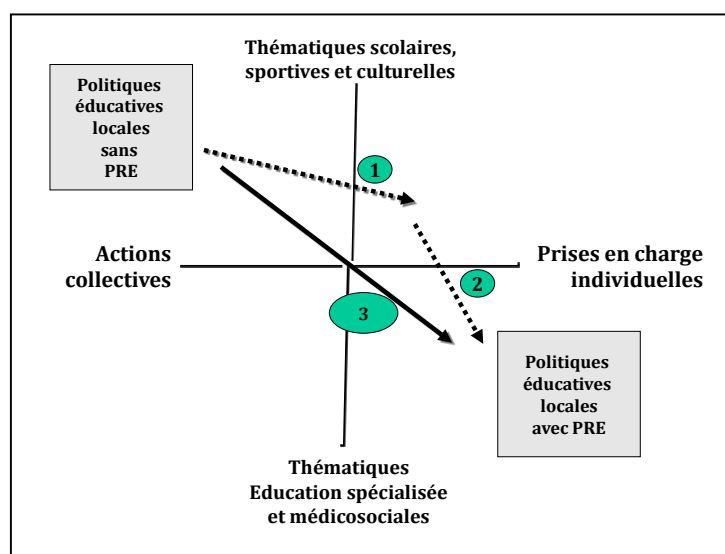 Thématiques scolaires,
sportives et culturelles
Politiques
éducatives
locales
sans
PRE
1
Actions
collectives
Prises en charge
individuelles
2
3
Politiques
éducatives
locales
avec PRE
Thématiques
Education spécialisée
et médicosociales